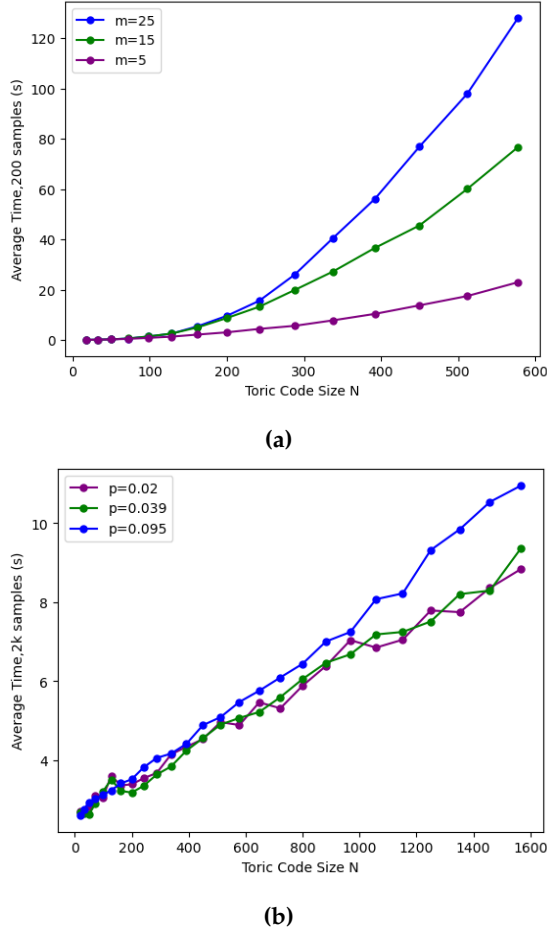 m=25
m=15
m=5
Average Time,200 samples (s)
120
100
80
60
40
20
0
0 100 200 300 400 500 600
Toric Code Size N
(a)
p=0.02
p=0.039
p=0.095
Average Time,2k samples (s)
10
8
6
4
0 200 400 600 800 1000 1200 1400 1600
Toric Code Size N
(b)